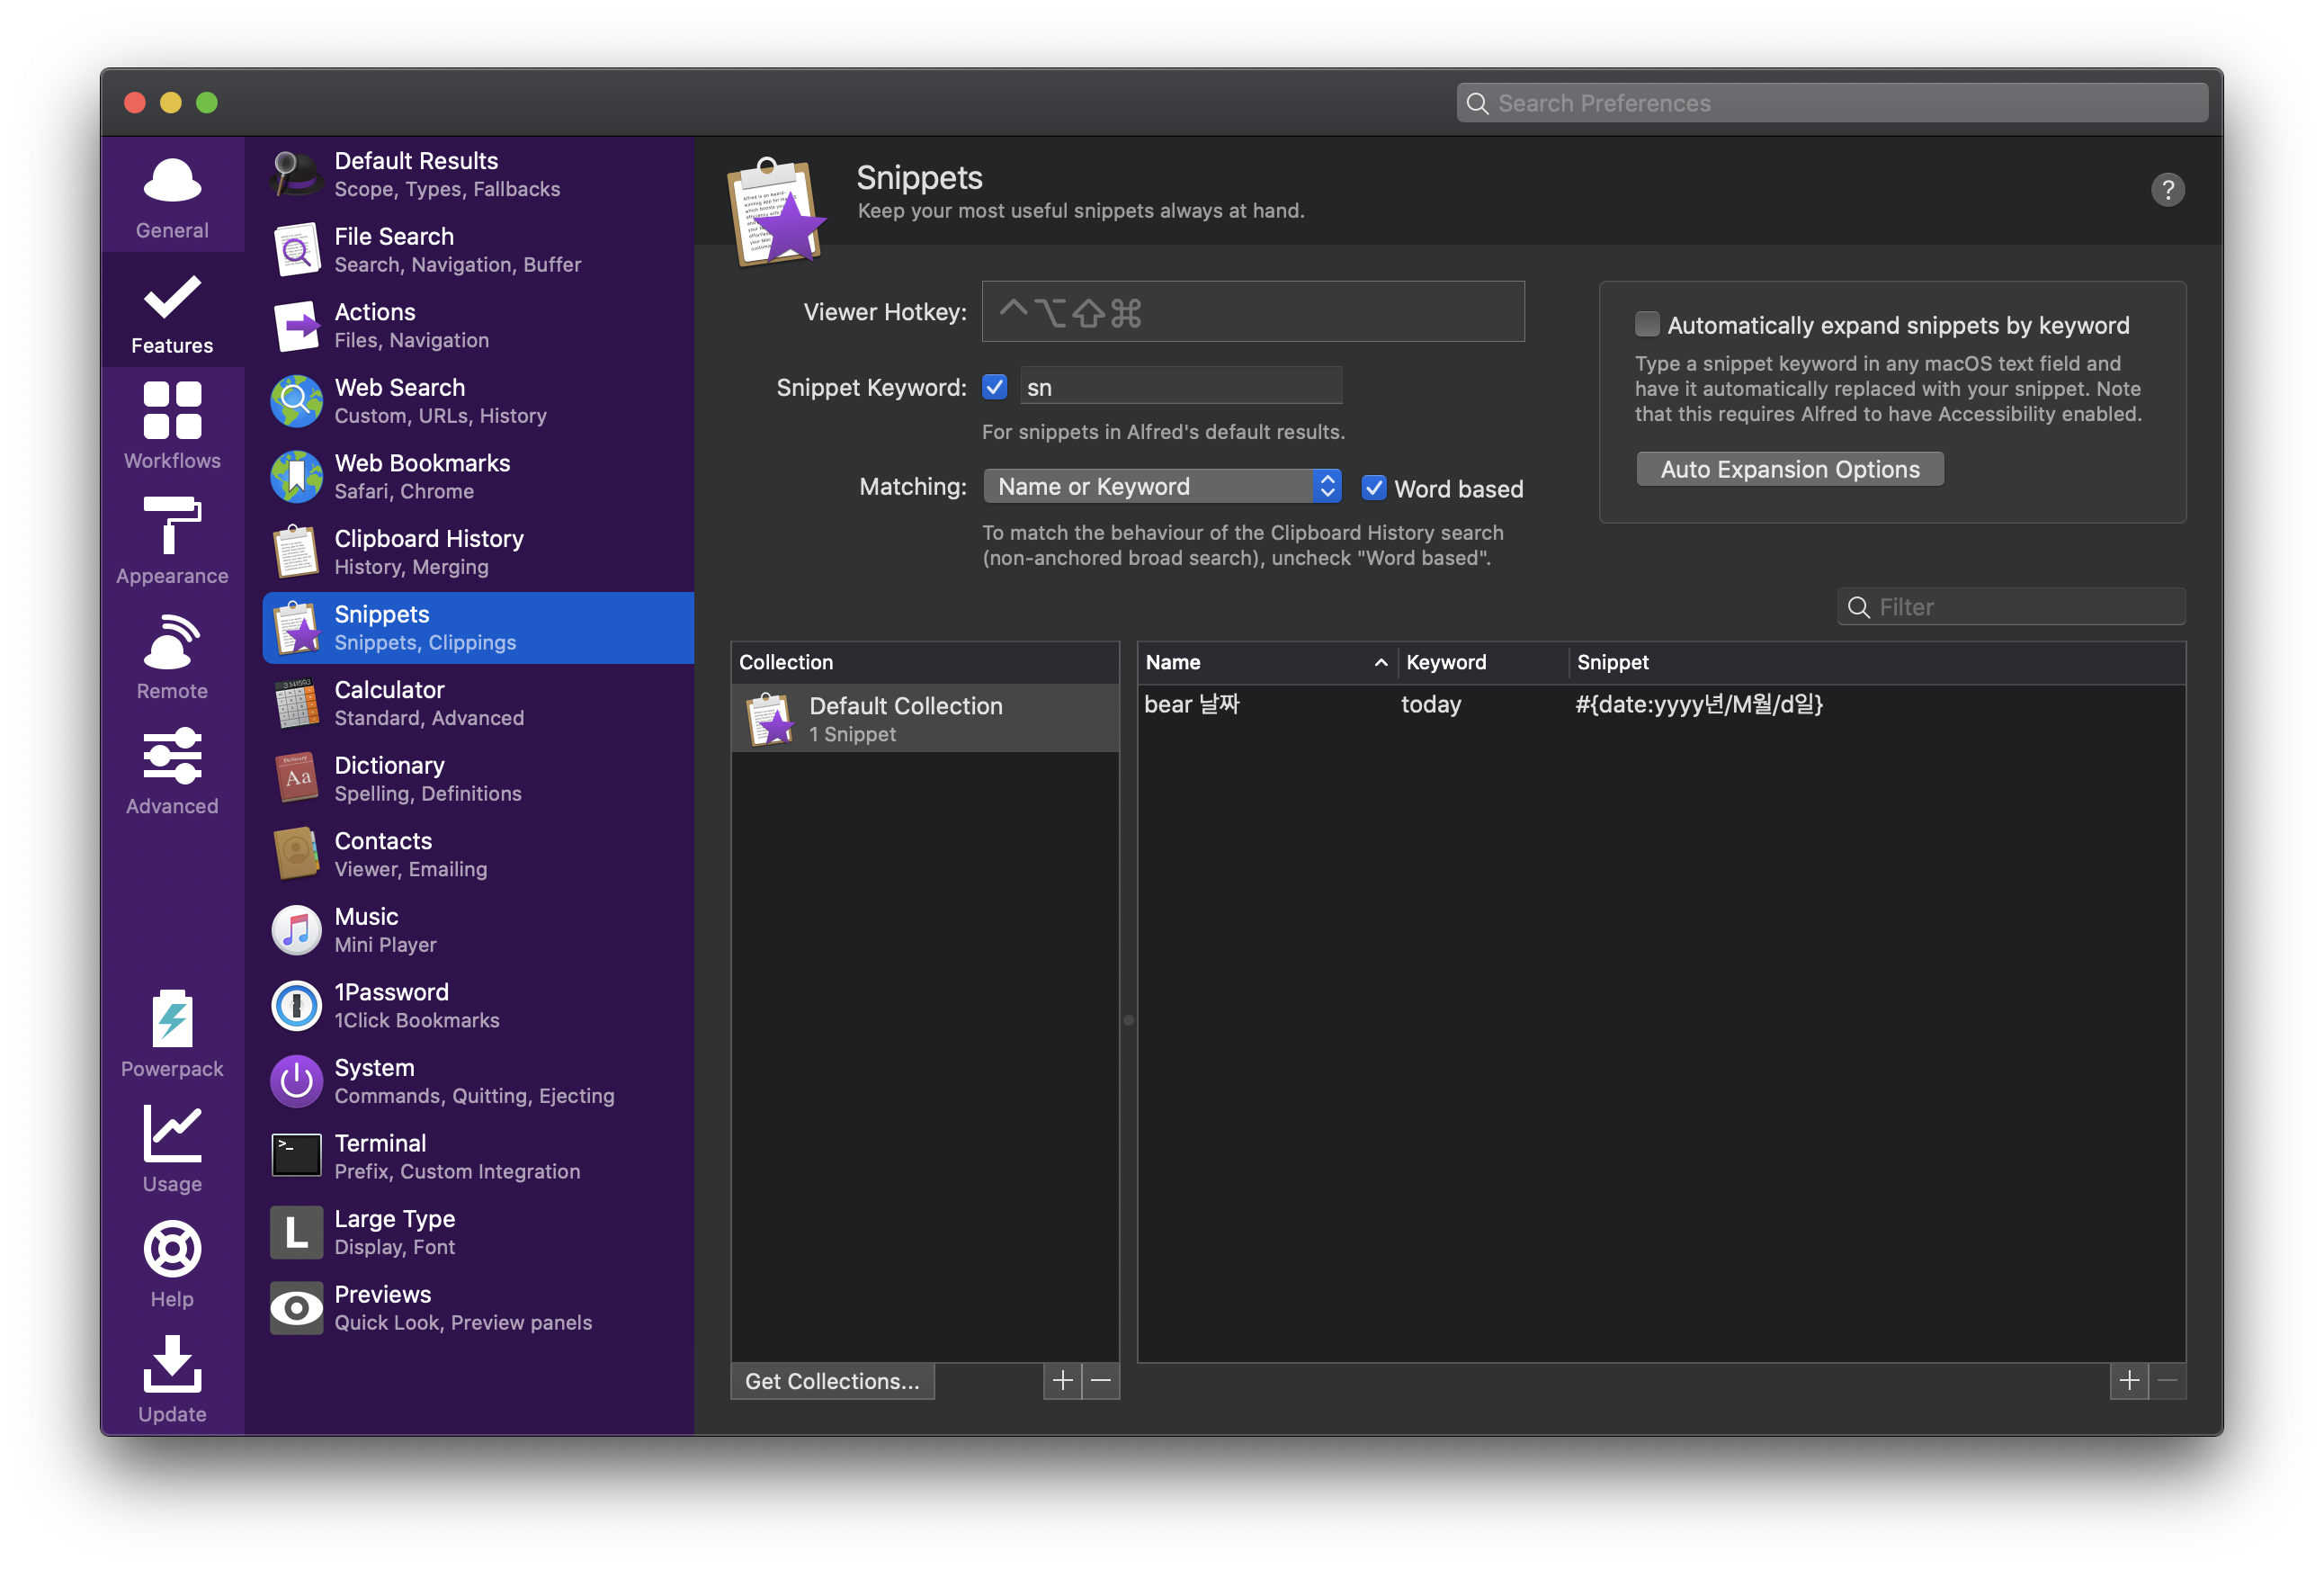 Search Preferences
General
Features
Workflows
Appearance
Remote
Advanced
Powerpack
Usage
Help
Update
Default Results
Scope, Types, Fallbacks
File Search
Search, Navigation, Buffer
Actions
Files, Navigation
Web Search
Custom, URLs, History
Web Bookmarks
Safari, Chrome
Clipboard History
History, Merging
Snippets
Snippets, Clippings
Calculator
Standard, Advanced
Dictionary
Spelling, Definitions
Contacts
Viewer, Emailing
Music
Mini Player
1Password
1Click Bookmarks
System
Commands, Quitting, Ejecting
Terminal
Prefix, Custom Integration
Large Type
Display, Font
Previews
Quick Look, Preview panels
Snippets
Keep your most useful snippets always at hand.
?
Viewer Hotkey: ⌃⌥⇧⌘
Snippet Keyword: sn
For snippets in Alfred's default results.
Matching: Name or Keyword Word based
To match the behaviour of the Clipboard History search
(non-anchored broad search), uncheck "Word based".
Automatically expand snippets by keyword
Type a snippet keyword in any macOS text field and
have it automatically replaced with your snippet. Note
that this requires Alfred to have Accessibility enabled.
Auto Expansion Options
Filter
Collection
Default Collection
1 Snippet
Name Keyword Snippet
bear 날짜 today #{date:yyyy년/M월/d일}
Get Collections...